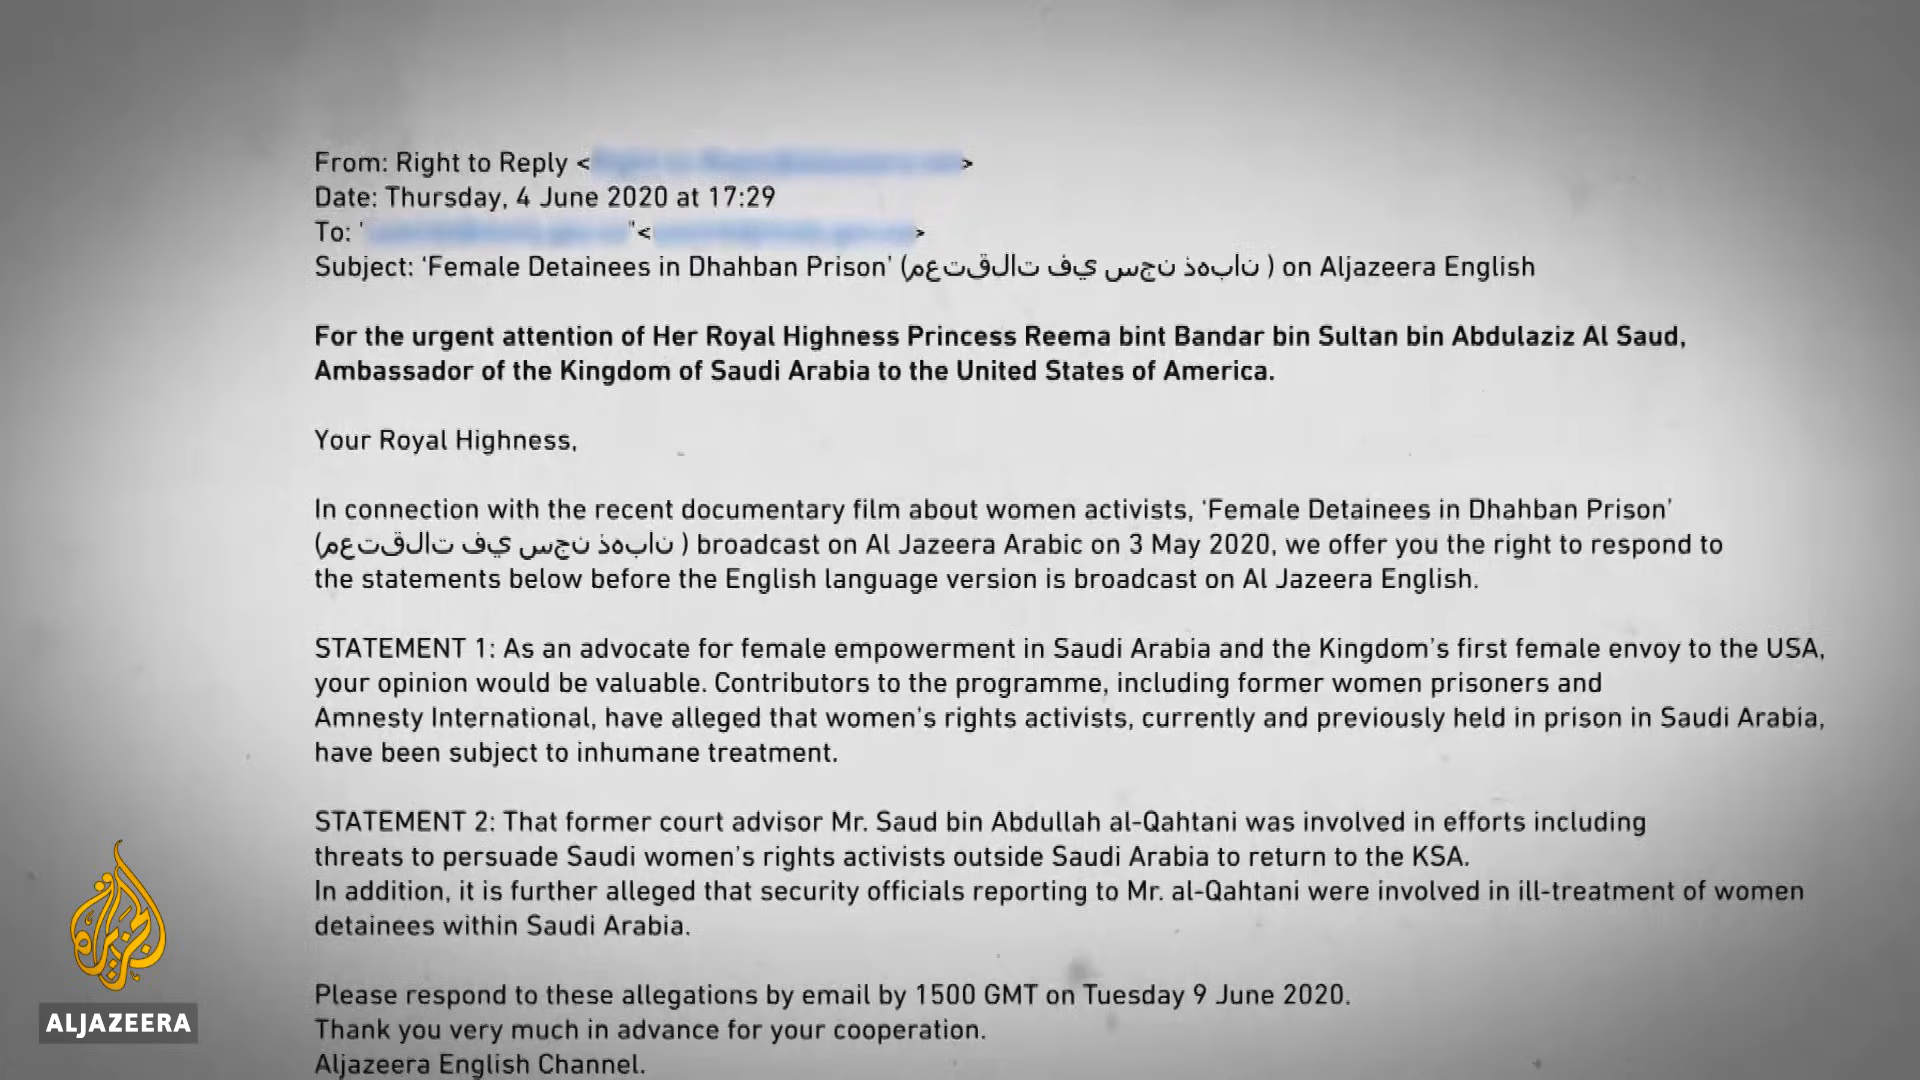 From: Right to Reply < >
Date: Thursday, 4 June 2020 at 17:29
To: ' '< >
Subject: ‘Female Detainees in Dhahban Prison’ (معتقلات في سجن ذهبان ) on Aljazeera English
For the urgent attention of Her Royal Highness Princess Reema bint Bandar bin Sultan bin Abdulaziz Al Saud,
Ambassador of the Kingdom of Saudi Arabia to the United States of America.
Your Royal Highness,
In connection with the recent documentary film about women activists, ‘Female Detainees in Dhahban Prison’
(معتقلات في سجن ذهبان ) broadcast on Al Jazeera Arabic on 3 May 2020, we offer you the right to respond to
the statements below before the English language version is broadcast on Al Jazeera English.
STATEMENT 1: As an advocate for female empowerment in Saudi Arabia and the Kingdom’s first female envoy to the USA,
your opinion would be valuable. Contributors to the programme, including former women prisoners and
Amnesty International, have alleged that women’s rights activists, currently and previously held in prison in Saudi Arabia,
have been subject to inhumane treatment.
STATEMENT 2: That former court advisor Mr. Saud bin Abdullah al-Qahtani was involved in efforts including
threats to persuade Saudi women’s rights activists outside Saudi Arabia to return to the KSA.
In addition, it is further alleged that security officials reporting to Mr. al-Qahtani were involved in ill-treatment of women
detainees within Saudi Arabia.
Please respond to these allegations by email by 1500 GMT on Tuesday 9 June 2020.
Thank you very much in advance for your cooperation.
Aljazeera English Channel.
الجزيرة
ALJAZEERA